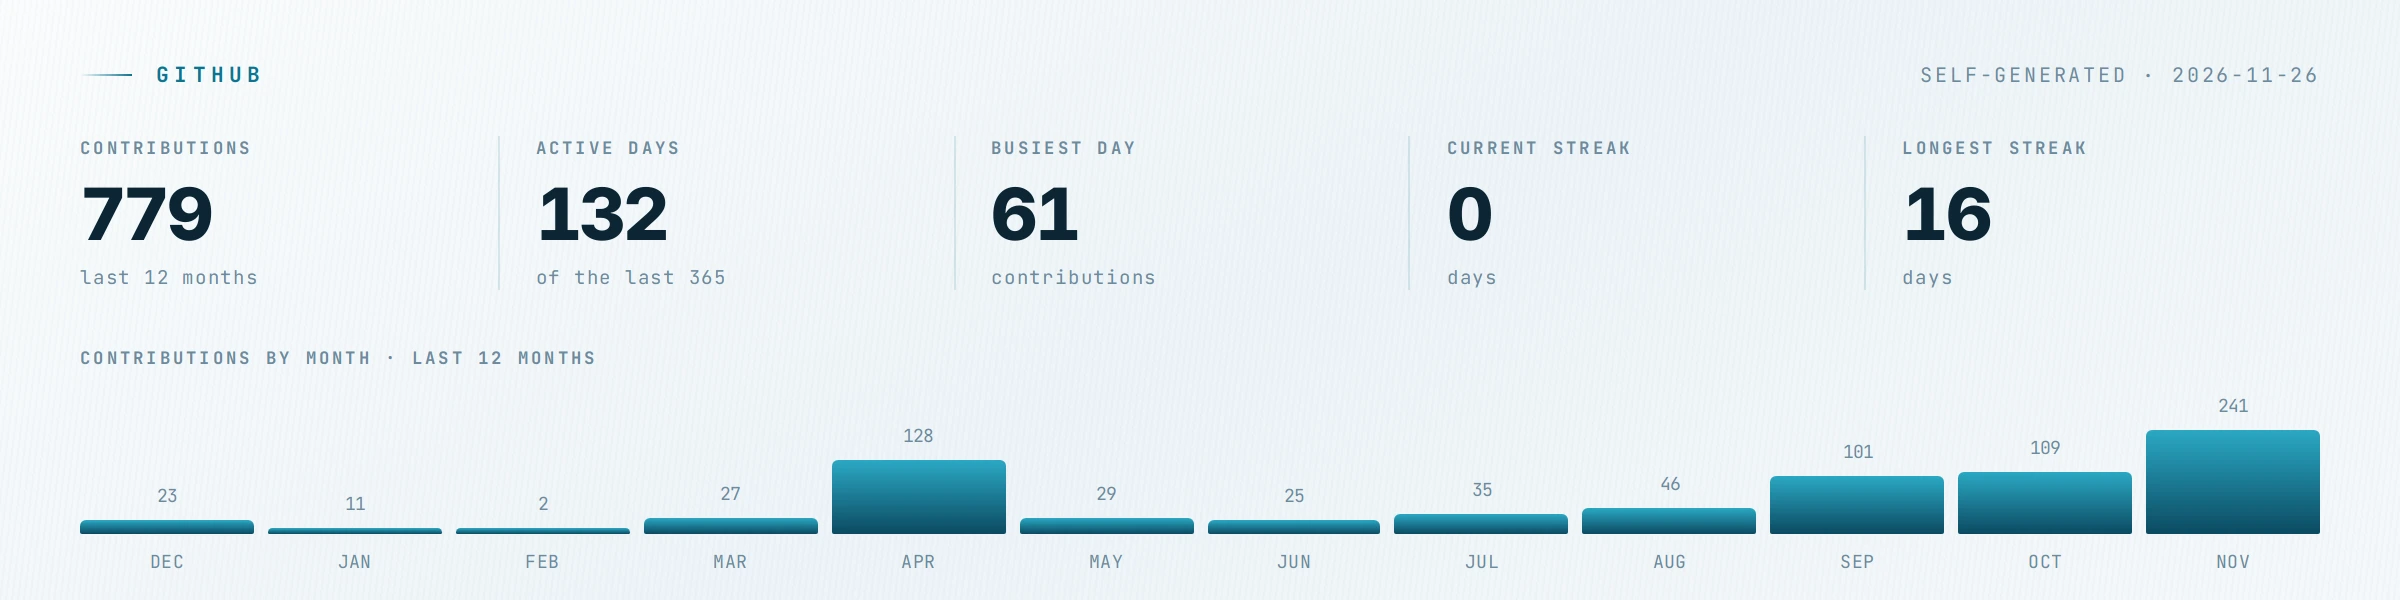 GITHUB
SELF-GENERATED · 2026-11-26
CONTRIBUTIONS
779
last 12 months
ACTIVE DAYS
132
of the last 365
BUSIEST DAY
61
contributions
CURRENT STREAK
0
days
LONGEST STREAK
16
days
CONTRIBUTIONS BY MONTH · LAST 12 MONTHS
23
11
2
27
128
29
25
35
46
101
109
241
DEC
JAN
FEB
MAR
APR
MAY
JUN
JUL
AUG
SEP
OCT
NOV